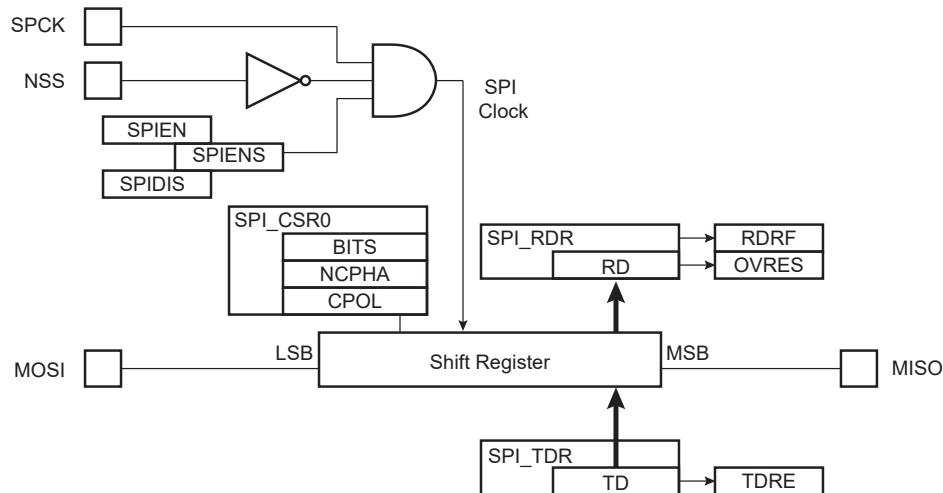 SPCK
NSS
SPI
Clock
SPIEN
SPIENS
SPIDIS
SPI_CSR0
BITS
NCPHA
CPOL
SPI_RDR
RD
RDRF
OVRES
MOSI
LSB
Shift Register
MSB
MISO
SPI_TDR
TD
TDRE